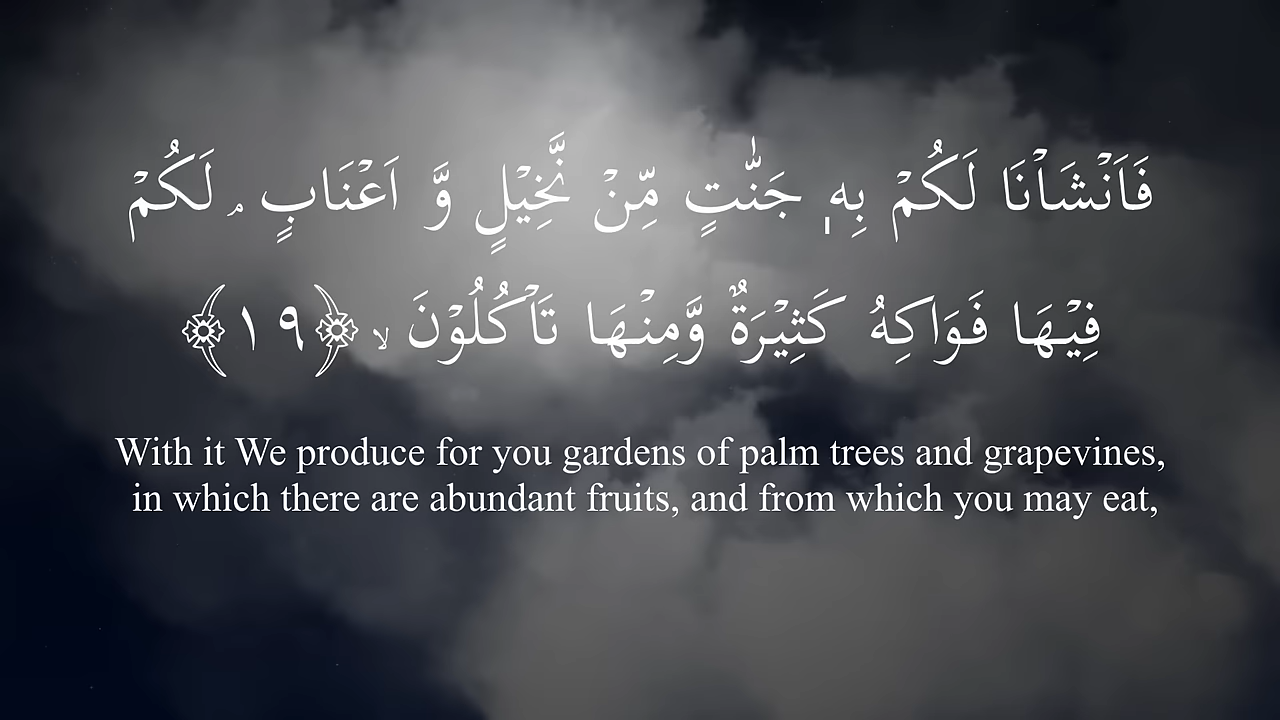 فَاَنْشَاْنَا لَكُمْ بِهٖ جَنّٰتٍ مِّنْ نَّخِيْلٍ وَّ اَعْنَابٍ ۘ لَكُمْ
فِيْهَا فَوَاكِهُ كَثِيْرَةٌ وَّمِنْهَا تَاْكُلُوْنَ ۙ ﴿١٩﴾
With it We produce for you gardens of palm trees and grapevines,
in which there are abundant fruits, and from which you may eat,